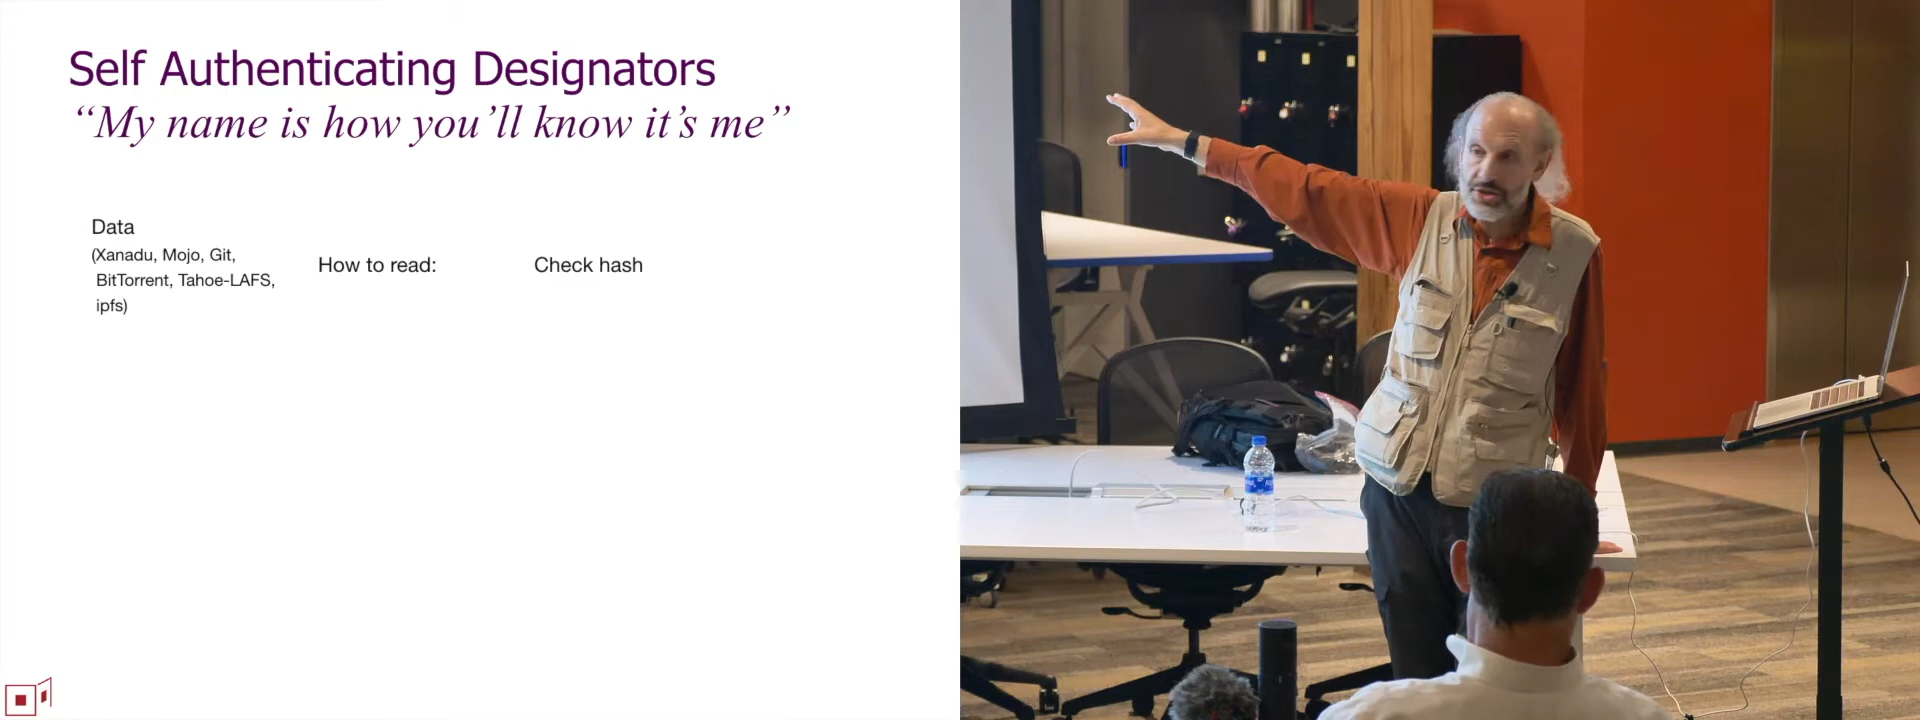 Self Authenticating Designators
“My name is how you’ll know it’s me”
Data
(Xanadu, Mojo, Git,
BitTorrent, Tahoe-LAFS,
ipfs)
How to read:
Check hash